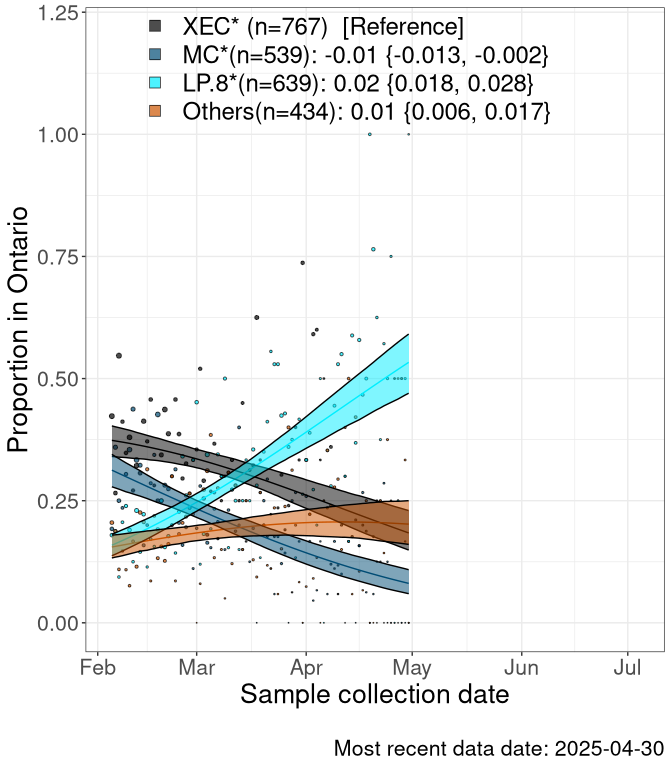 XEC* (n=767)  [Reference]
MC*(n=539): -0.01 {-0.013, -0.002}
LP.8*(n=639): 0.02 {0.018, 0.028}
Others(n=434): 0.01 {0.006, 0.017}
1.25
1.00
0.75
0.50
0.25
0.00
Proportion in Ontario
Feb Mar Apr May Jun Jul
Sample collection date
Most recent data date: 2025-04-30